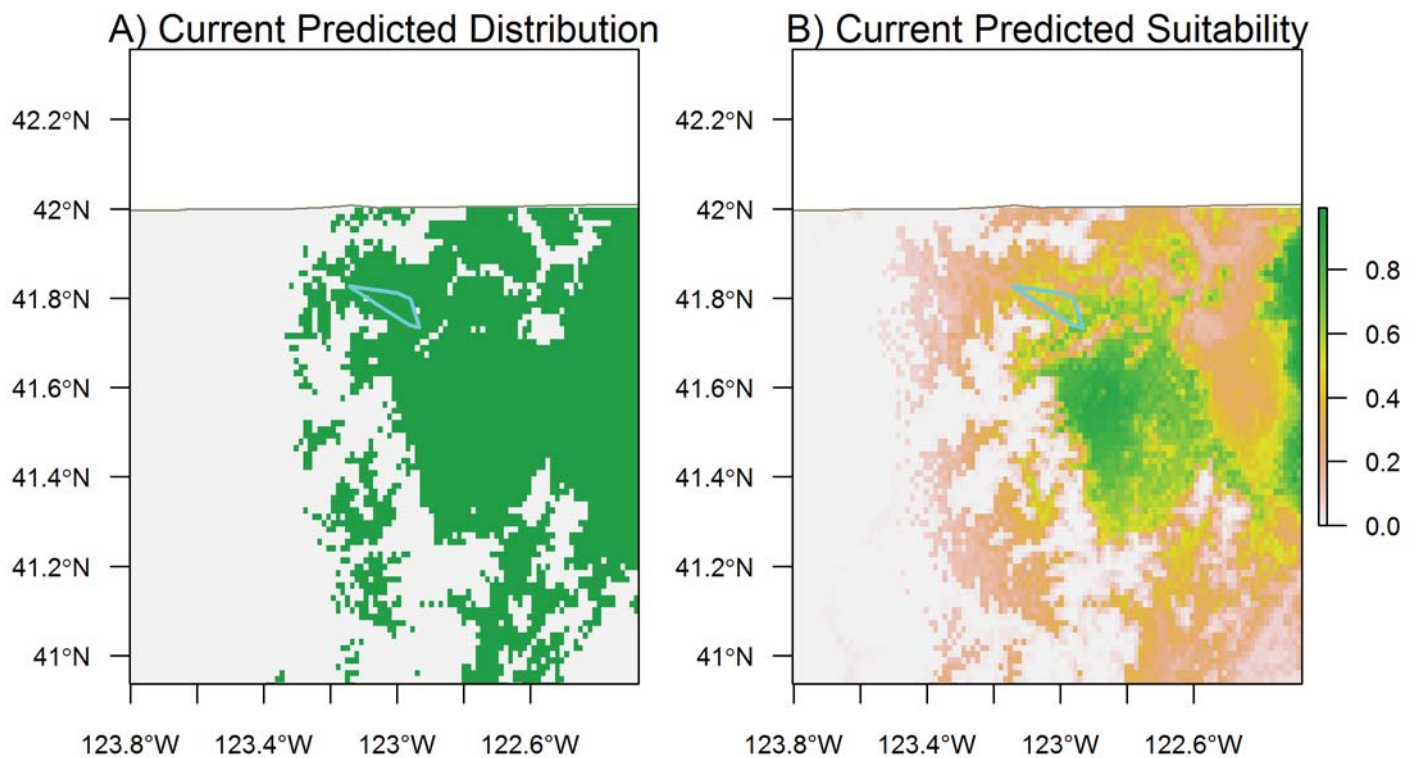 A) Current Predicted Distribution
B) Current Predicted Suitability
42.2°N
42°N
41.8°N
41.6°N
41.4°N
41.2°N
41°N
123.8°W 123.4°W 123°W 122.6°W
42.2°N
42°N
41.8°N
41.6°N
41.4°N
41.2°N
41°N
123.8°W 123.4°W 123°W 122.6°W
0.8
0.6
0.4
0.2
0.0